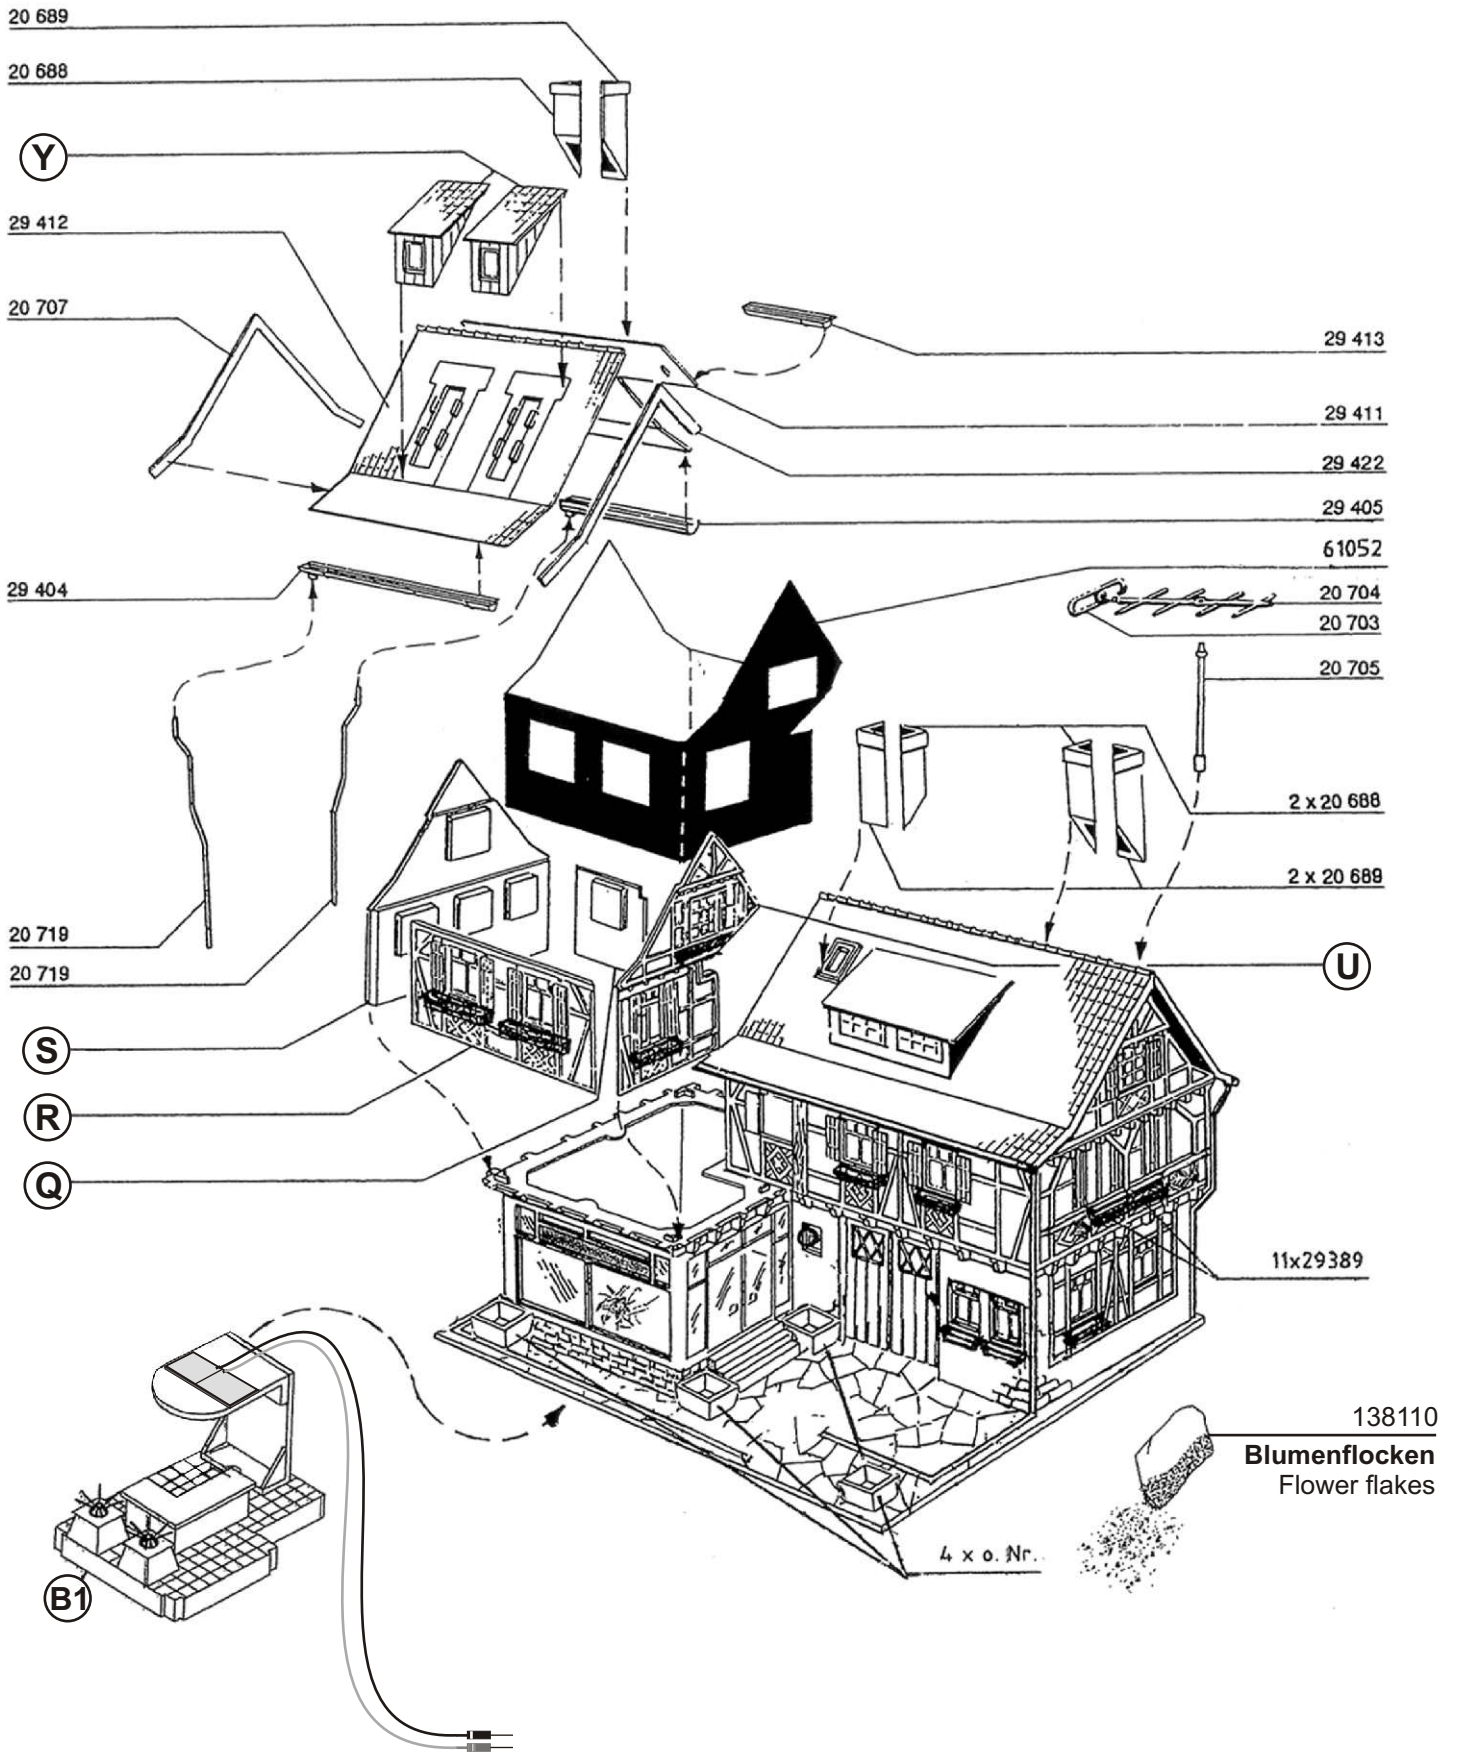 20 689
20 688
Y
29 412
20 707
29 413
29 411
29 422
29 405
61052
29 404
20 704
20 703
20 705
2 x 20 688
2 x 20 689
20 719
20 719
U
S
R
Q
11x29389
138110
Blumenflocken
Flower flakes
4 x o. Nr.
B1